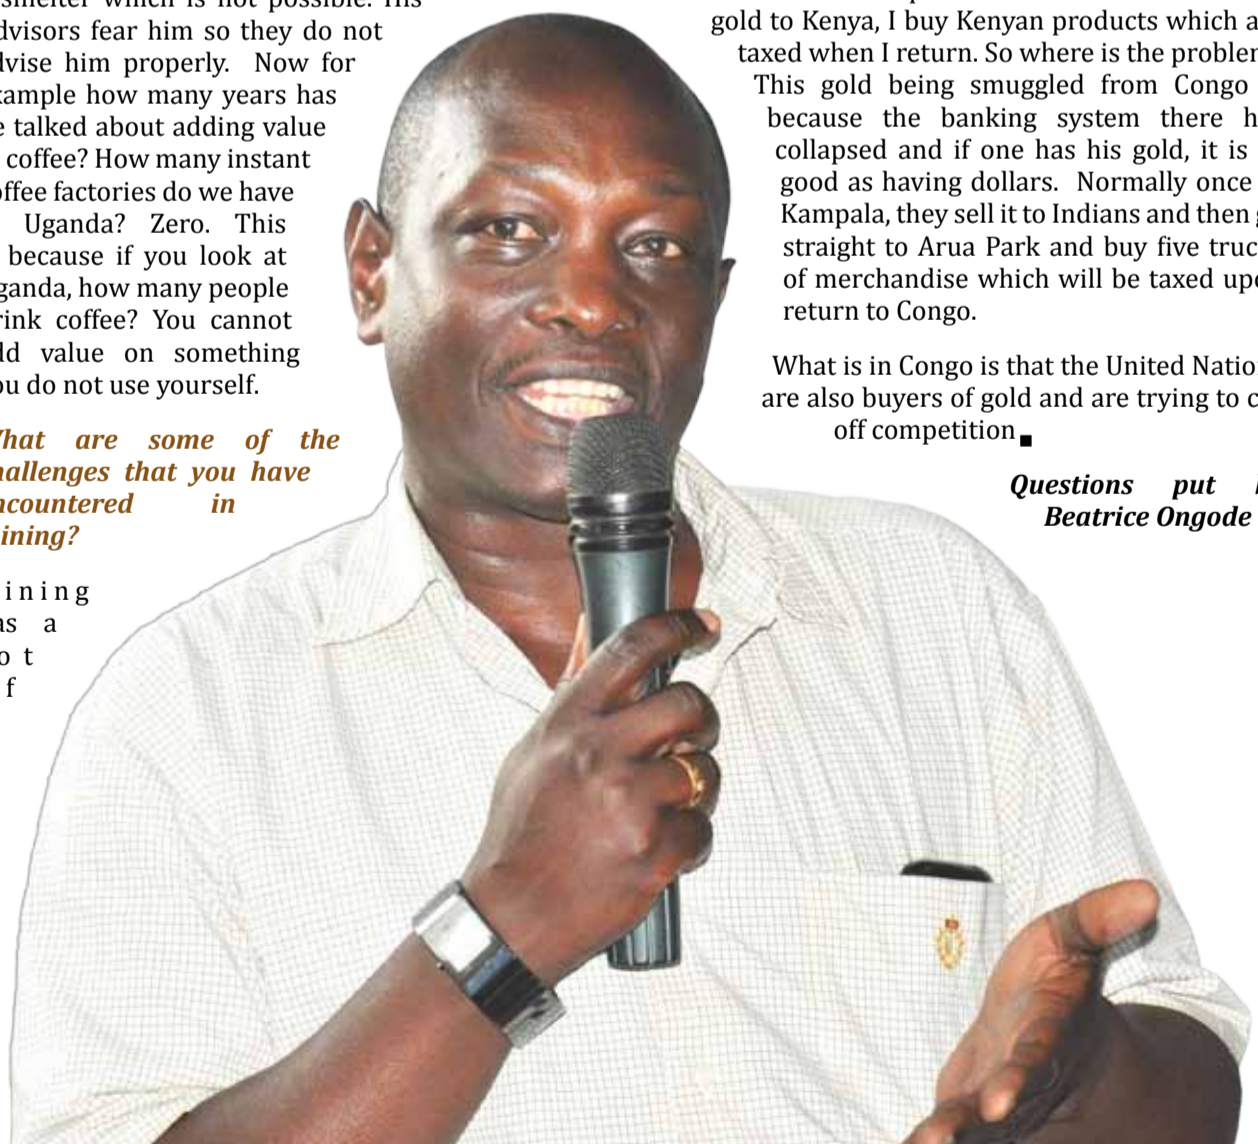 smelter which is not possible. His
dvisors fear him so they do not
dvise him properly. Now for
xample how many years has
e talked about adding value
coffee? How many instant
offee factories do we have
Uganda? Zero. This
because if you look at
ganda, how many people
rink coffee? You cannot
dd value on something
ou do not use yourself.
hat are some of the
hallenges that you have
ncountered in
ining?
ining
as a
ot
f
gold to Kenya, I buy Kenyan products which a
taxed when I return. So where is the problem
This gold being smuggled from Congo
because the banking system there h
collapsed and if one has his gold, it is
good as having dollars. Normally once
Kampala, they sell it to Indians and then g
straight to Arua Park and buy five truc
of merchandise which will be taxed upo
return to Congo.
What is in Congo is that the United Nation
are also buyers of gold and are trying to c
off competition
Questions put
Beatrice Ongode